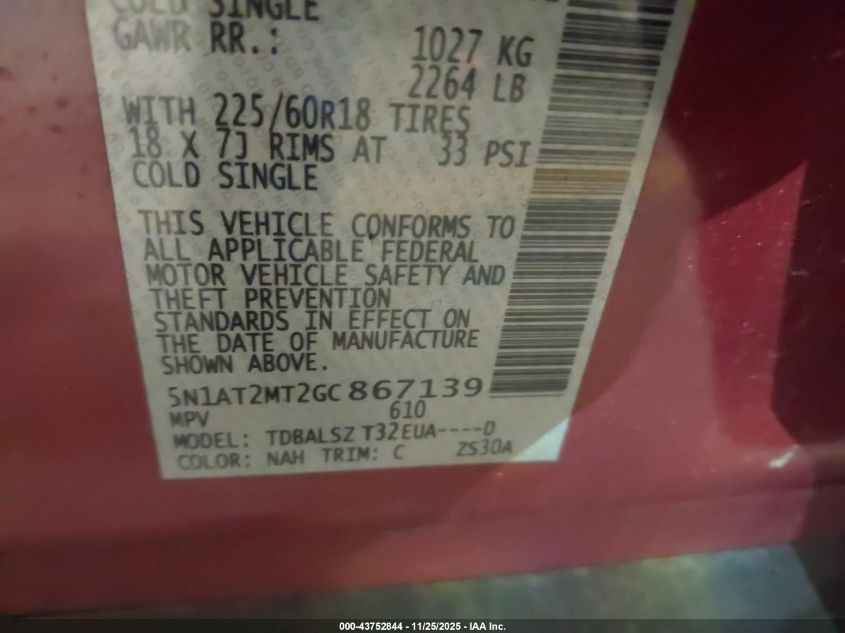 COLD SINGLE
GAWR RR.: 1027 KG
2264 LB
WITH 225/60R18 TIRES
18 X 7J RIMS AT 33 PSI
COLD SINGLE
THIS VEHICLE CONFORMS TO
ALL APPLICABLE FEDERAL
MOTOR VEHICLE SAFETY AND
THEFT PREVENTION
STANDARDS IN EFFECT ON
THE DATE OF MANUFACTURE
SHOWN ABOVE.
5N1AT2MT2GC867139
MPV 610
MODEL: TDBALSZ T32EUA----D
COLOR: NAH TRIM: C ZS30A
000-43752844 - 11/25/2025 - IAA Inc.